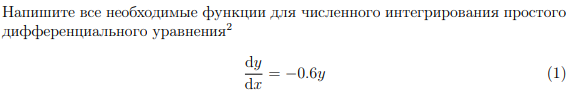 Напишите все необходимые функции для численного интегрирования простого
дифференциального уравнения²
dy/dx = −0.6y (1)